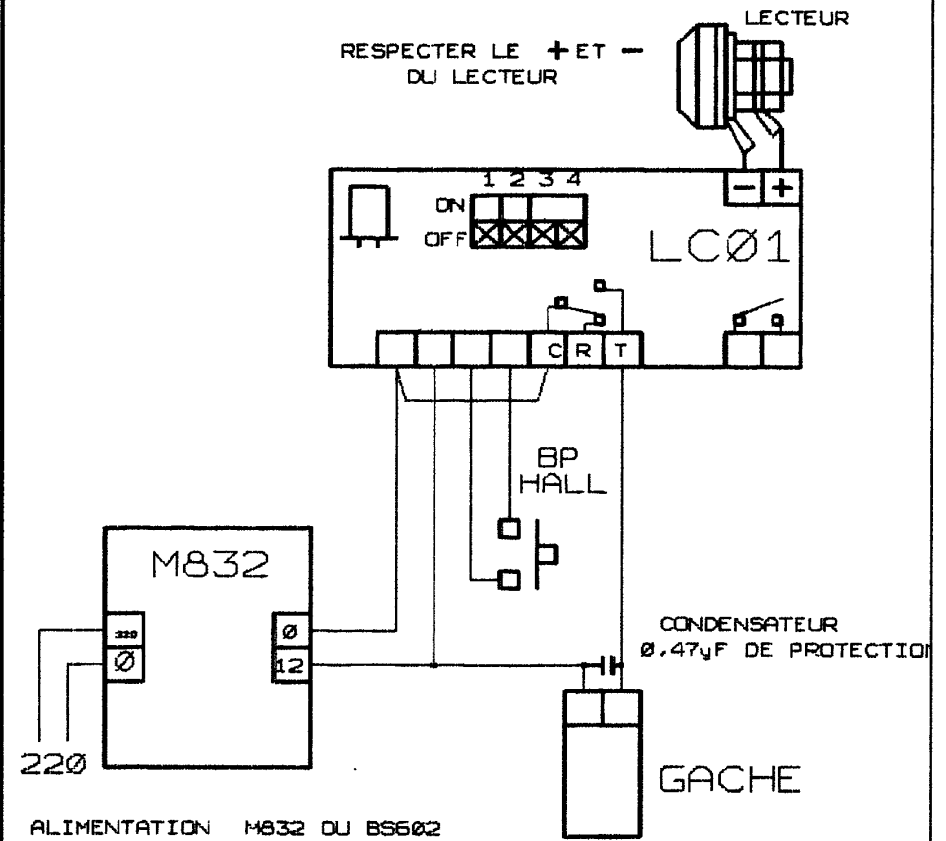 LECTEUR
RESPECTER LE + ET -
DU LECTEUR
1 2 3 4
ON
OFF
- +
LCØ1
C R T
BP
HALL
M832
220
Ø
Ø
12
CONDENSATEUR
Ø.47µF DE PROTECTION
22Ø
GACHE
ALIMENTATION M832 OU BS6Ø2